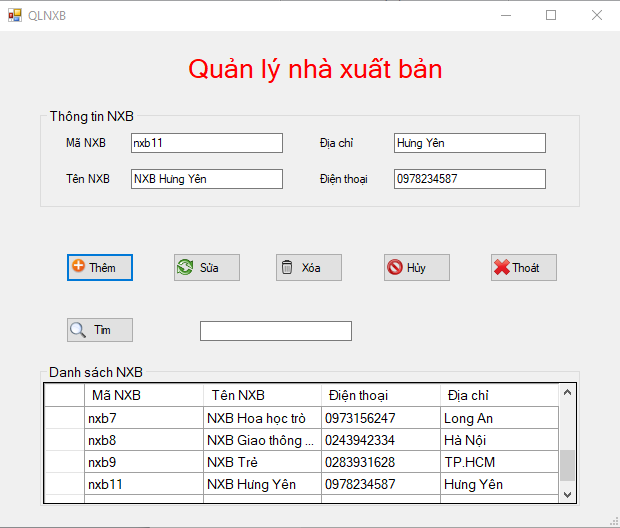 QLNXB
Quản lý nhà xuất bản
Thông tin NXB
Mã NXB nxb11 Địa chỉ Hưng Yên
Tên NXB NXB Hưng Yên Điện thoại 0978234587
Thêm Sửa Xóa Hủy Thoát
Tìm
Danh sách NXB
Mã NXB Tên NXB Điện thoại Địa chỉ
nxb7 NXB Hoa học trò 0973156247 Long An
nxb8 NXB Giao thông ... 0243942334 Hà Nội
nxb9 NXB Trẻ 0283931628 TP.HCM
nxb11 NXB Hưng Yên 0978234587 Hưng Yên